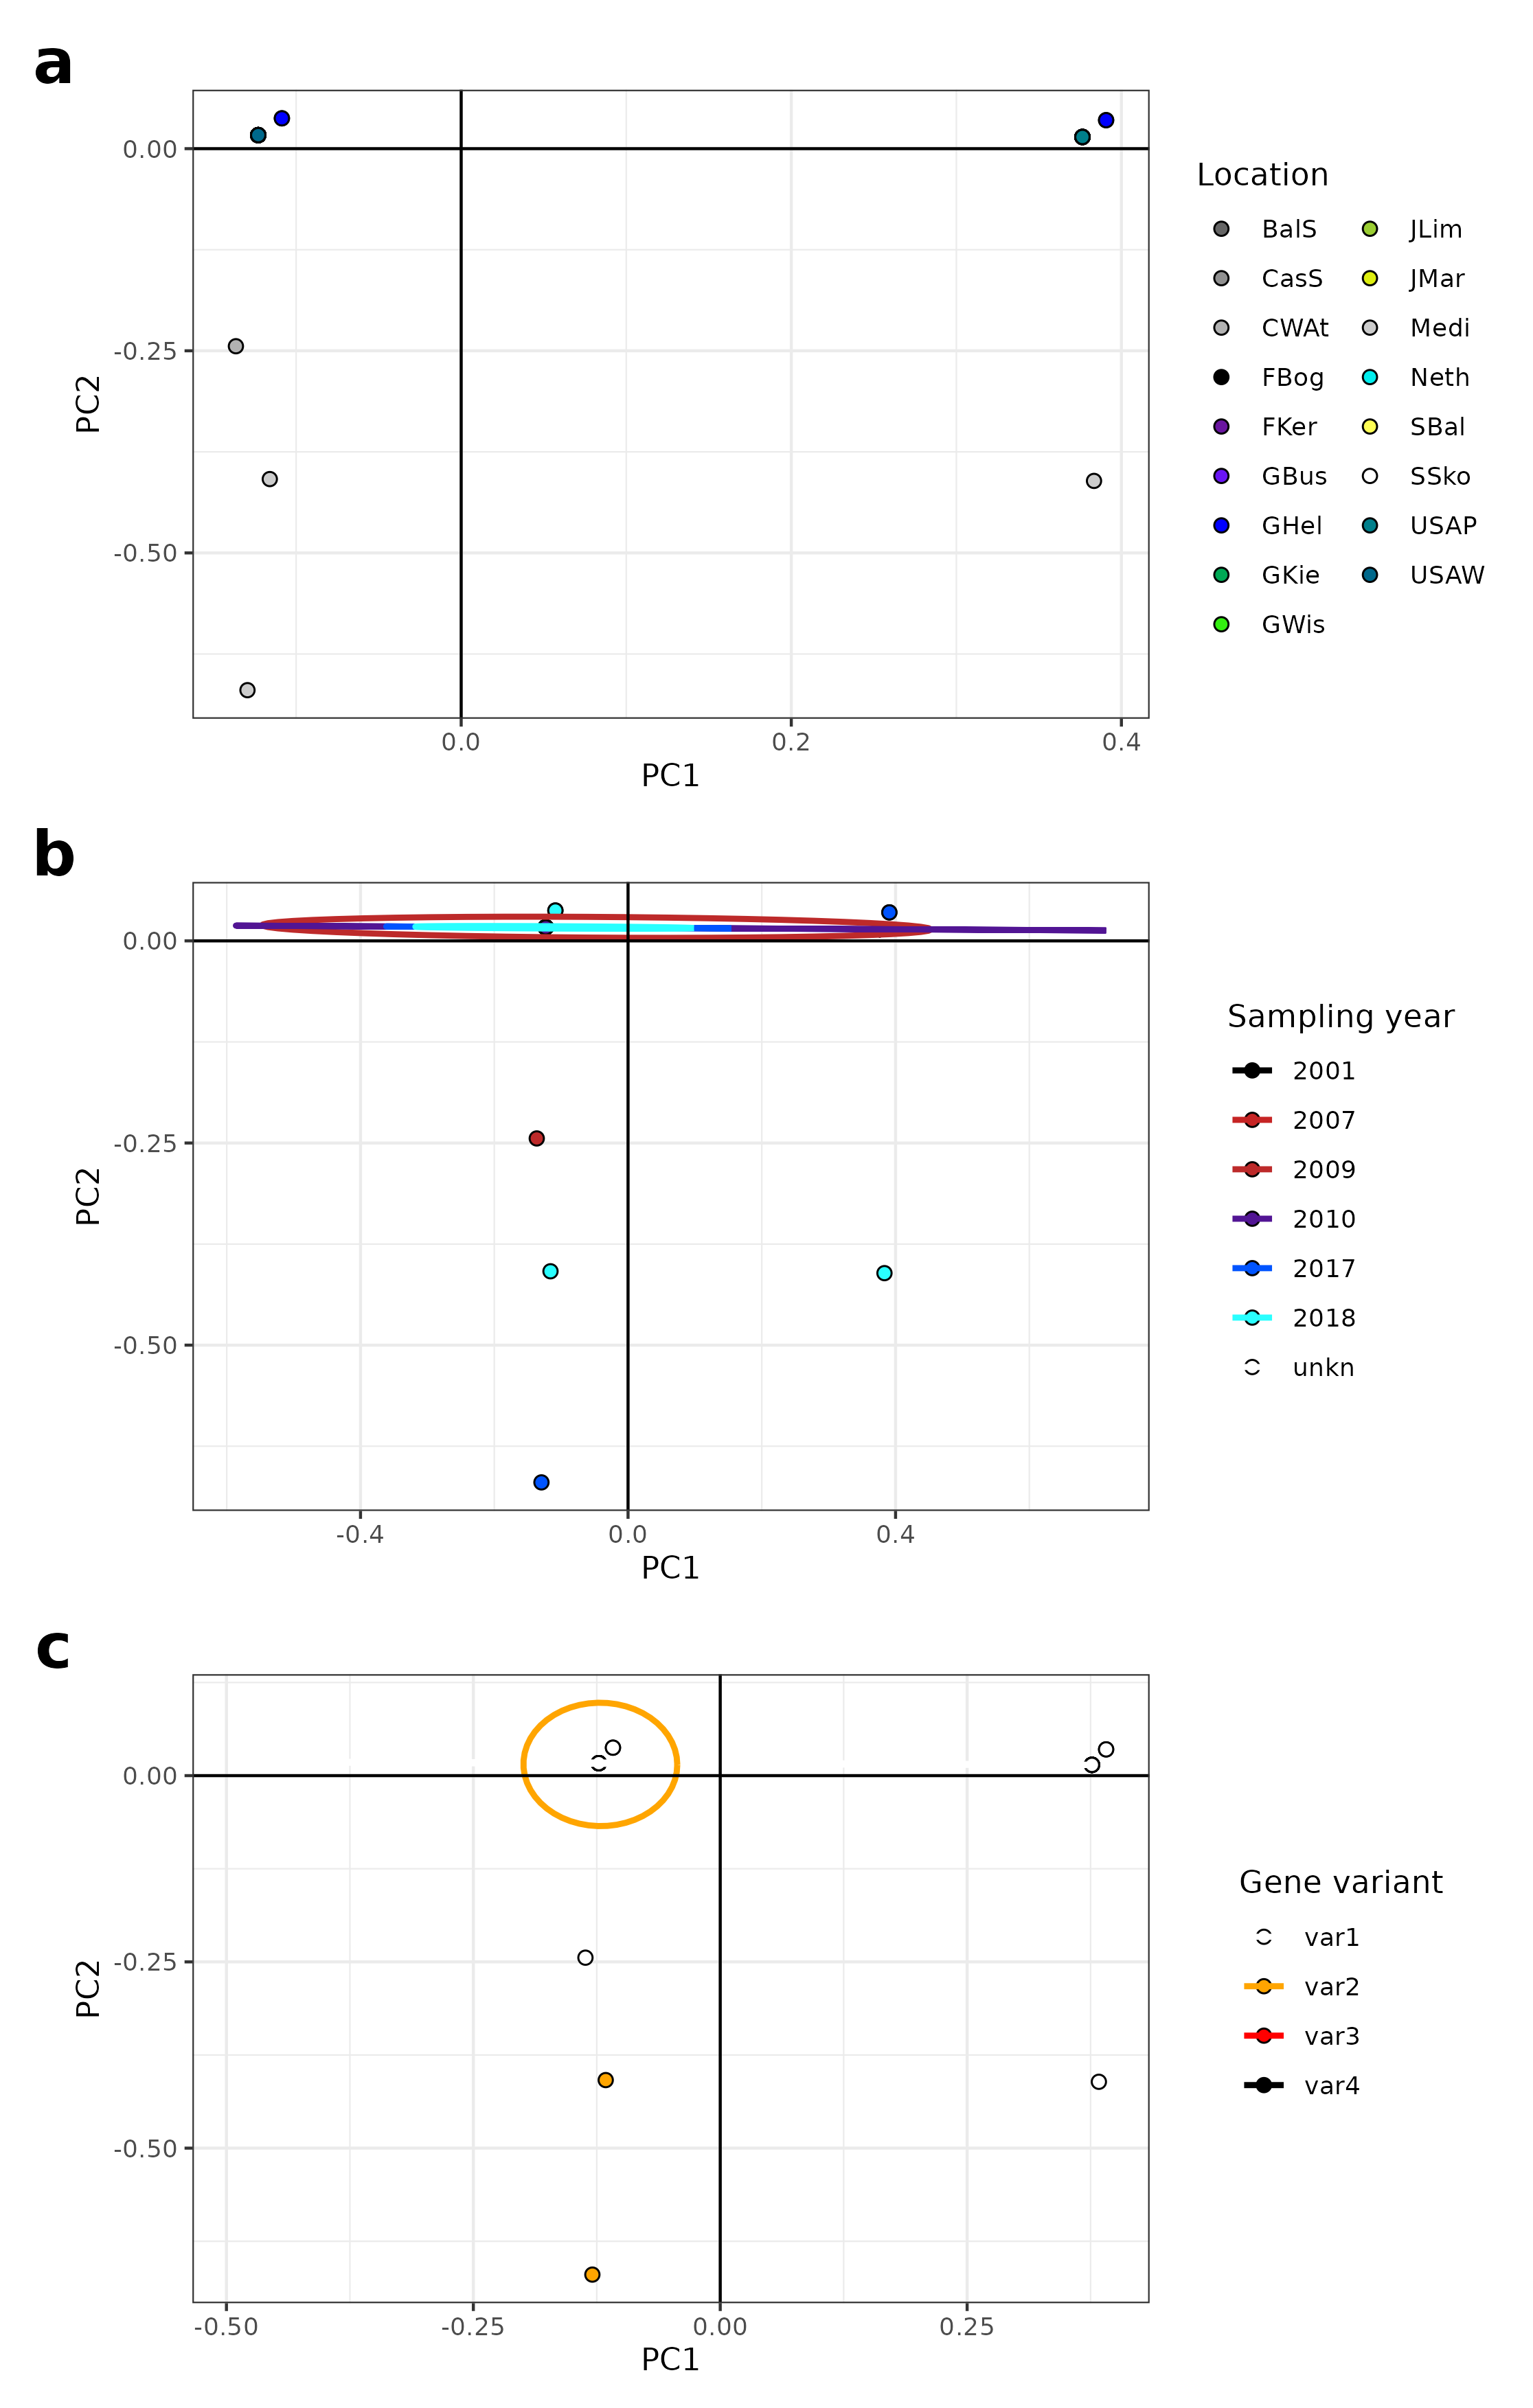 a
0.00
-0.25
-0.50
PC2
0.0
0.2
0.4
PC1
Location
BalS
JLim
CasS
JMar
CWAt
Medi
FBog
Neth
FKer
SBal
GBus
SSko
GHel
USAP
GKie
USAW
GWis
b
0.00
-0.25
-0.50
PC2
-0.4
0.0
0.4
PC1
Sampling year
2001
2007
2009
2010
2017
2018
unkn
c
0.00
-0.25
-0.50
PC2
-0.50
-0.25
0.00
0.25
PC1
Gene variant
var1
var2
var3
var4